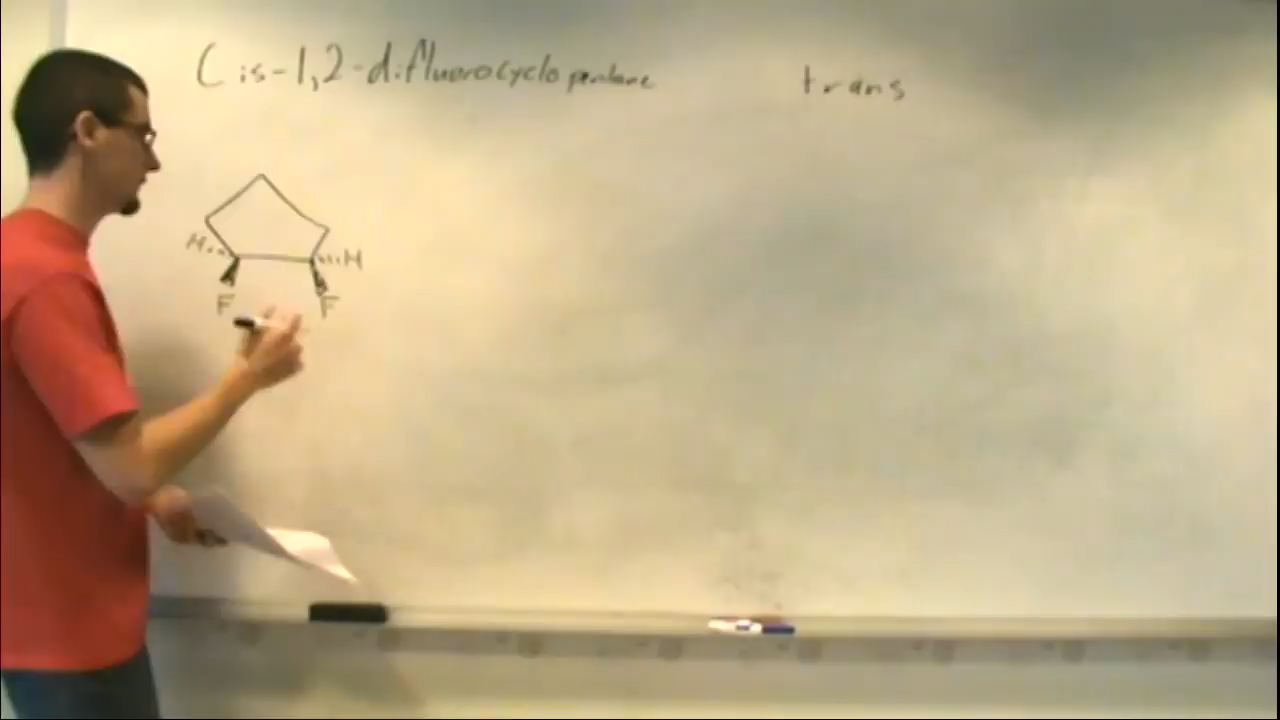 Cis-1,2-difluorocyclopentane
trans
H H
F F